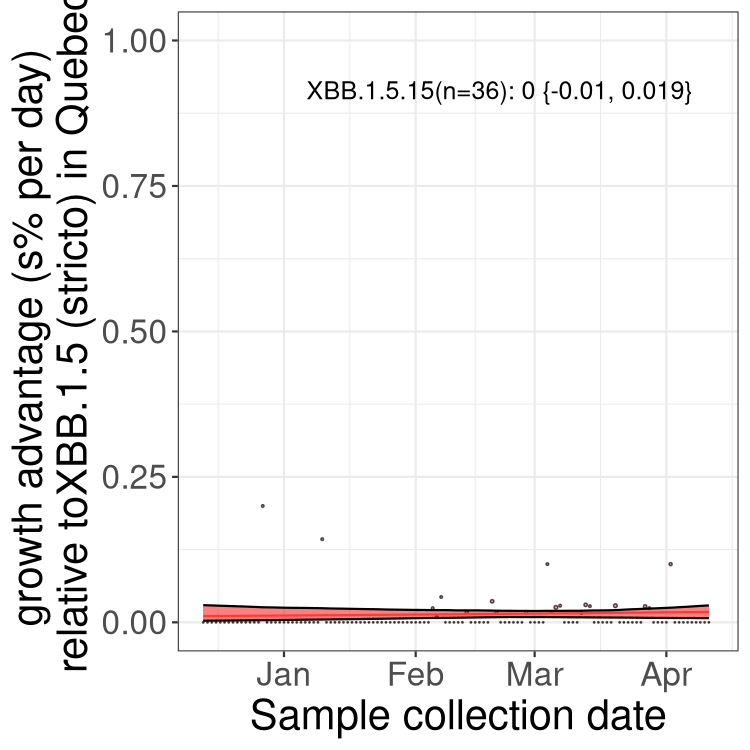 growth advantage (s% per day)
relative toXBB.1.5 (stricto) in Quebec
1.00
XBB.1.5.15(n=36): 0 {-0.01, 0.019}
0.75
0.50
0.25
0.00
Jan Feb Mar Apr
Sample collection date